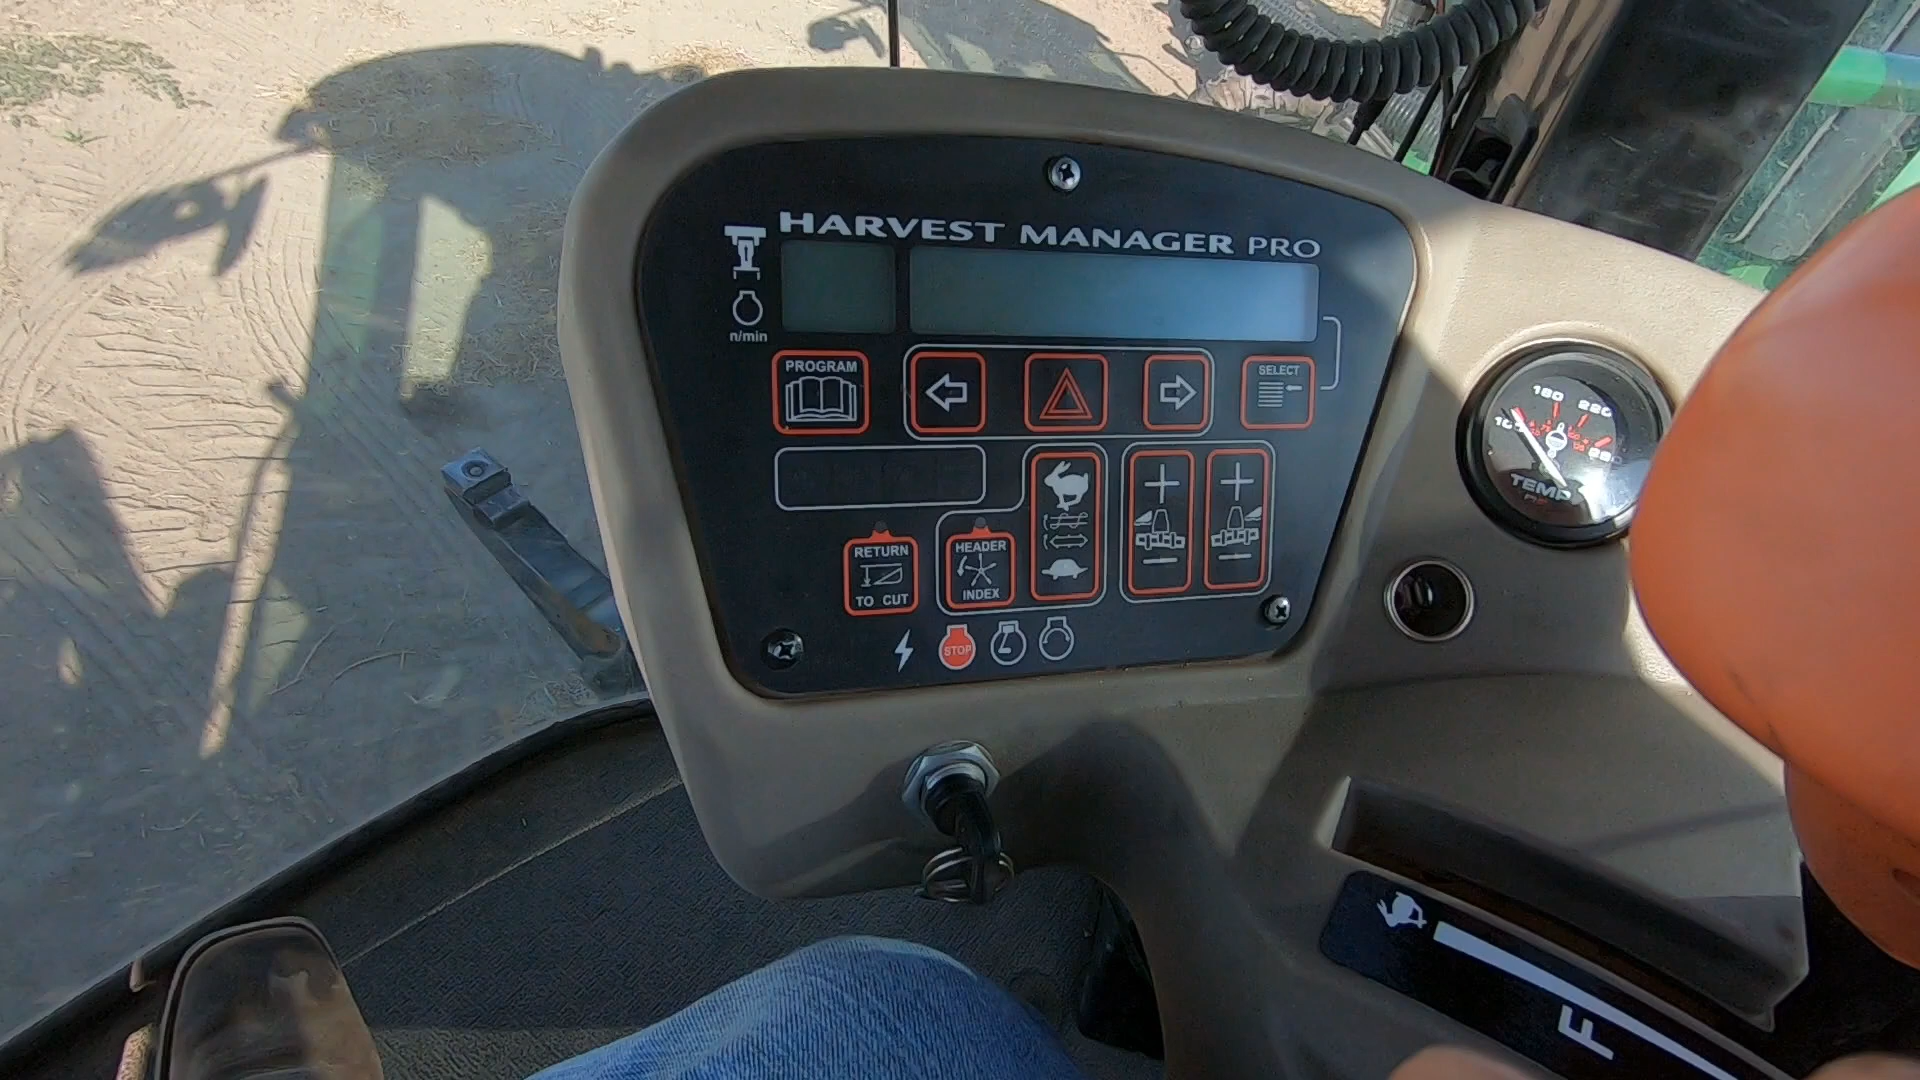 HARVEST MANAGER PRO
n/min
PROGRAM
SELECT
180
220
TEMP
RETURN
TO CUT
HEADER
INDEX
STOP
F